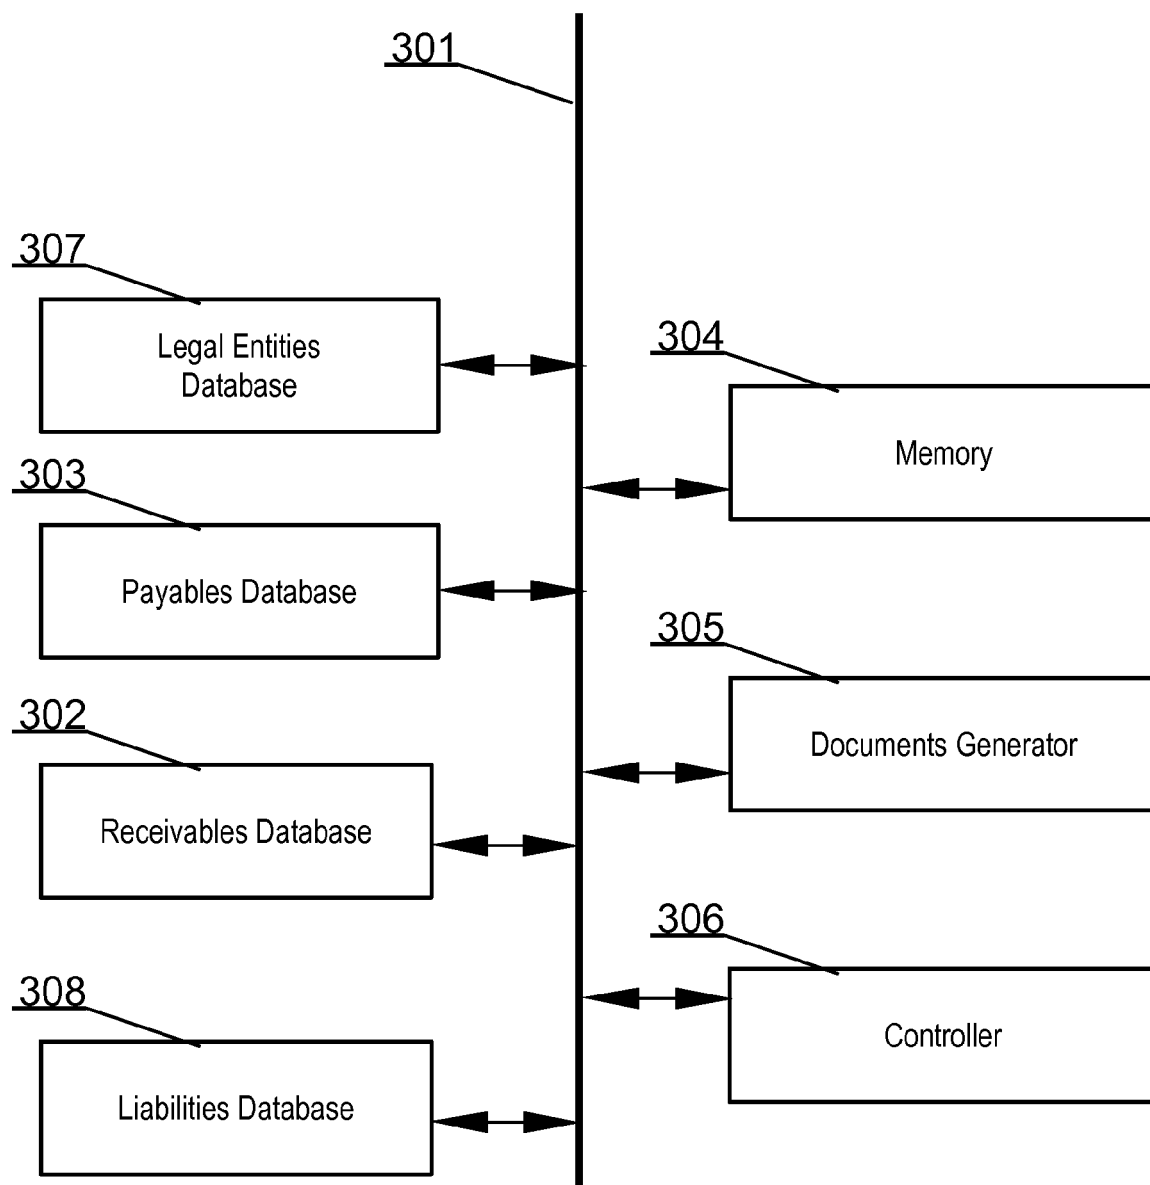 301
307
Legal Entities
Database
303
Payables Database
302
Receivables Database
308
Liabilities Database
304
Memory
305
Documents Generator
306
Controller